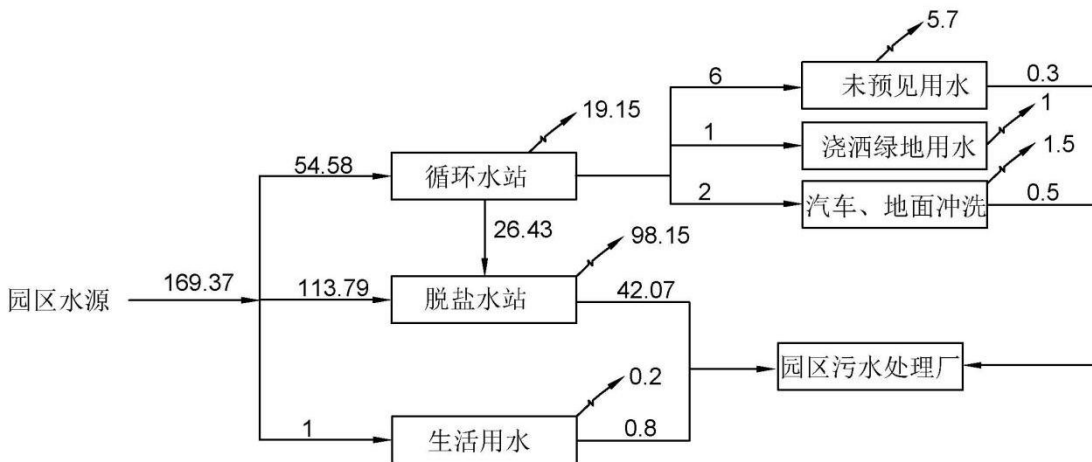 5.7
6
未预见用水
0.3
19.15
1
浇洒绿地用水
1
54.58
循环水站
1.5
2
汽车、地面冲洗
0.5
26.43
98.15
园区水源
169.37
113.79
脱盐水站
42.07
园区污水处理厂
0.2
1
生活用水
0.8